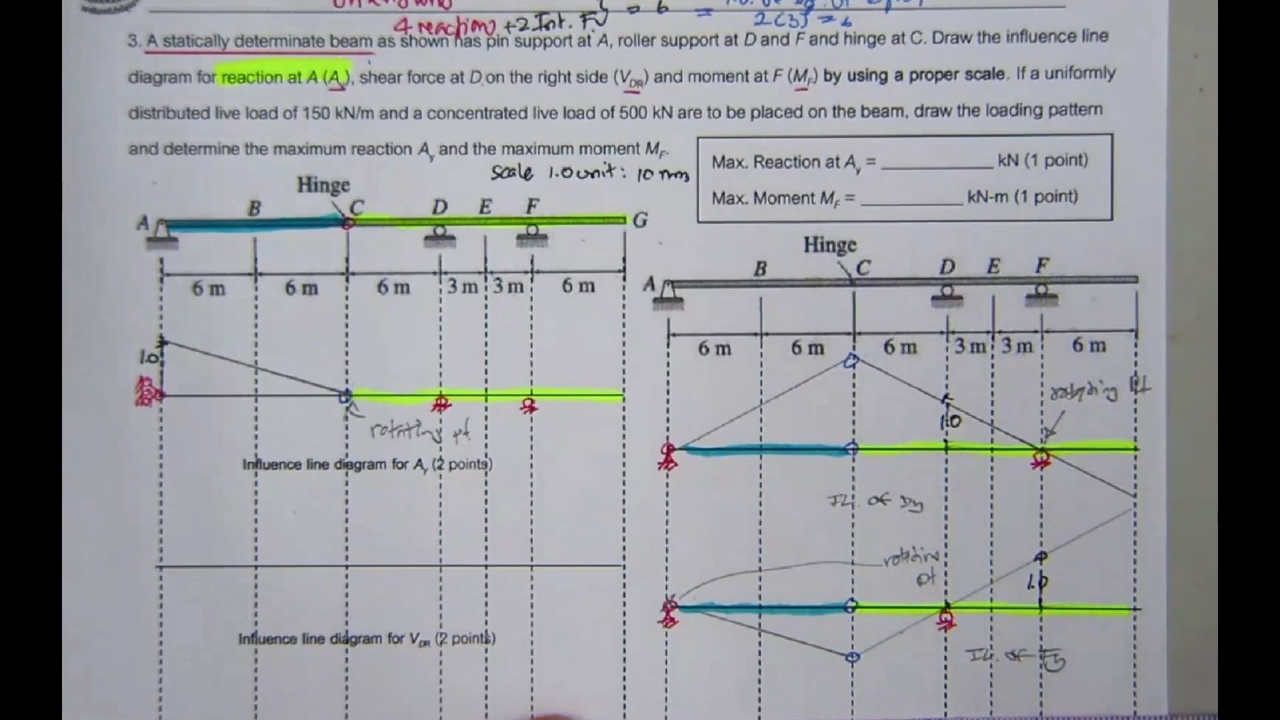 4 reactions + 2 Int. F
= 6
2(3) = 6
3. A statically determinate beam as shown has pin support at A, roller support at D and F and hinge at C. Draw the influence line
diagram for reaction at A (Ay), shear force at D on the right side (VDR) and moment at F (MF) by using a proper scale. If a uniformly
distributed live load of 150 kN/m and a concentrated live load of 500 kN are to be placed on the beam, draw the loading pattern
and determine the maximum reaction Ay and the maximum moment MF.
Max. Reaction at Ay = ____________ kN (1 point)
Max. Moment MF = ___________ kN-m (1 point)
scale 1.0 unit : 10 mm
Hinge
A B C D E F G
6 m 6 m 6 m 3 m 3 m 6 m
1.0
rotating pt
Influence line diagram for Ay (2 points)
Influence line diagram for VDR (2 points)
Hinge
A B C D E F
6 m 6 m 6 m 3 m 3 m 6 m
rotating pt
1.0
IL. of Dy
rotating
pt
1.0
IL. of Fy